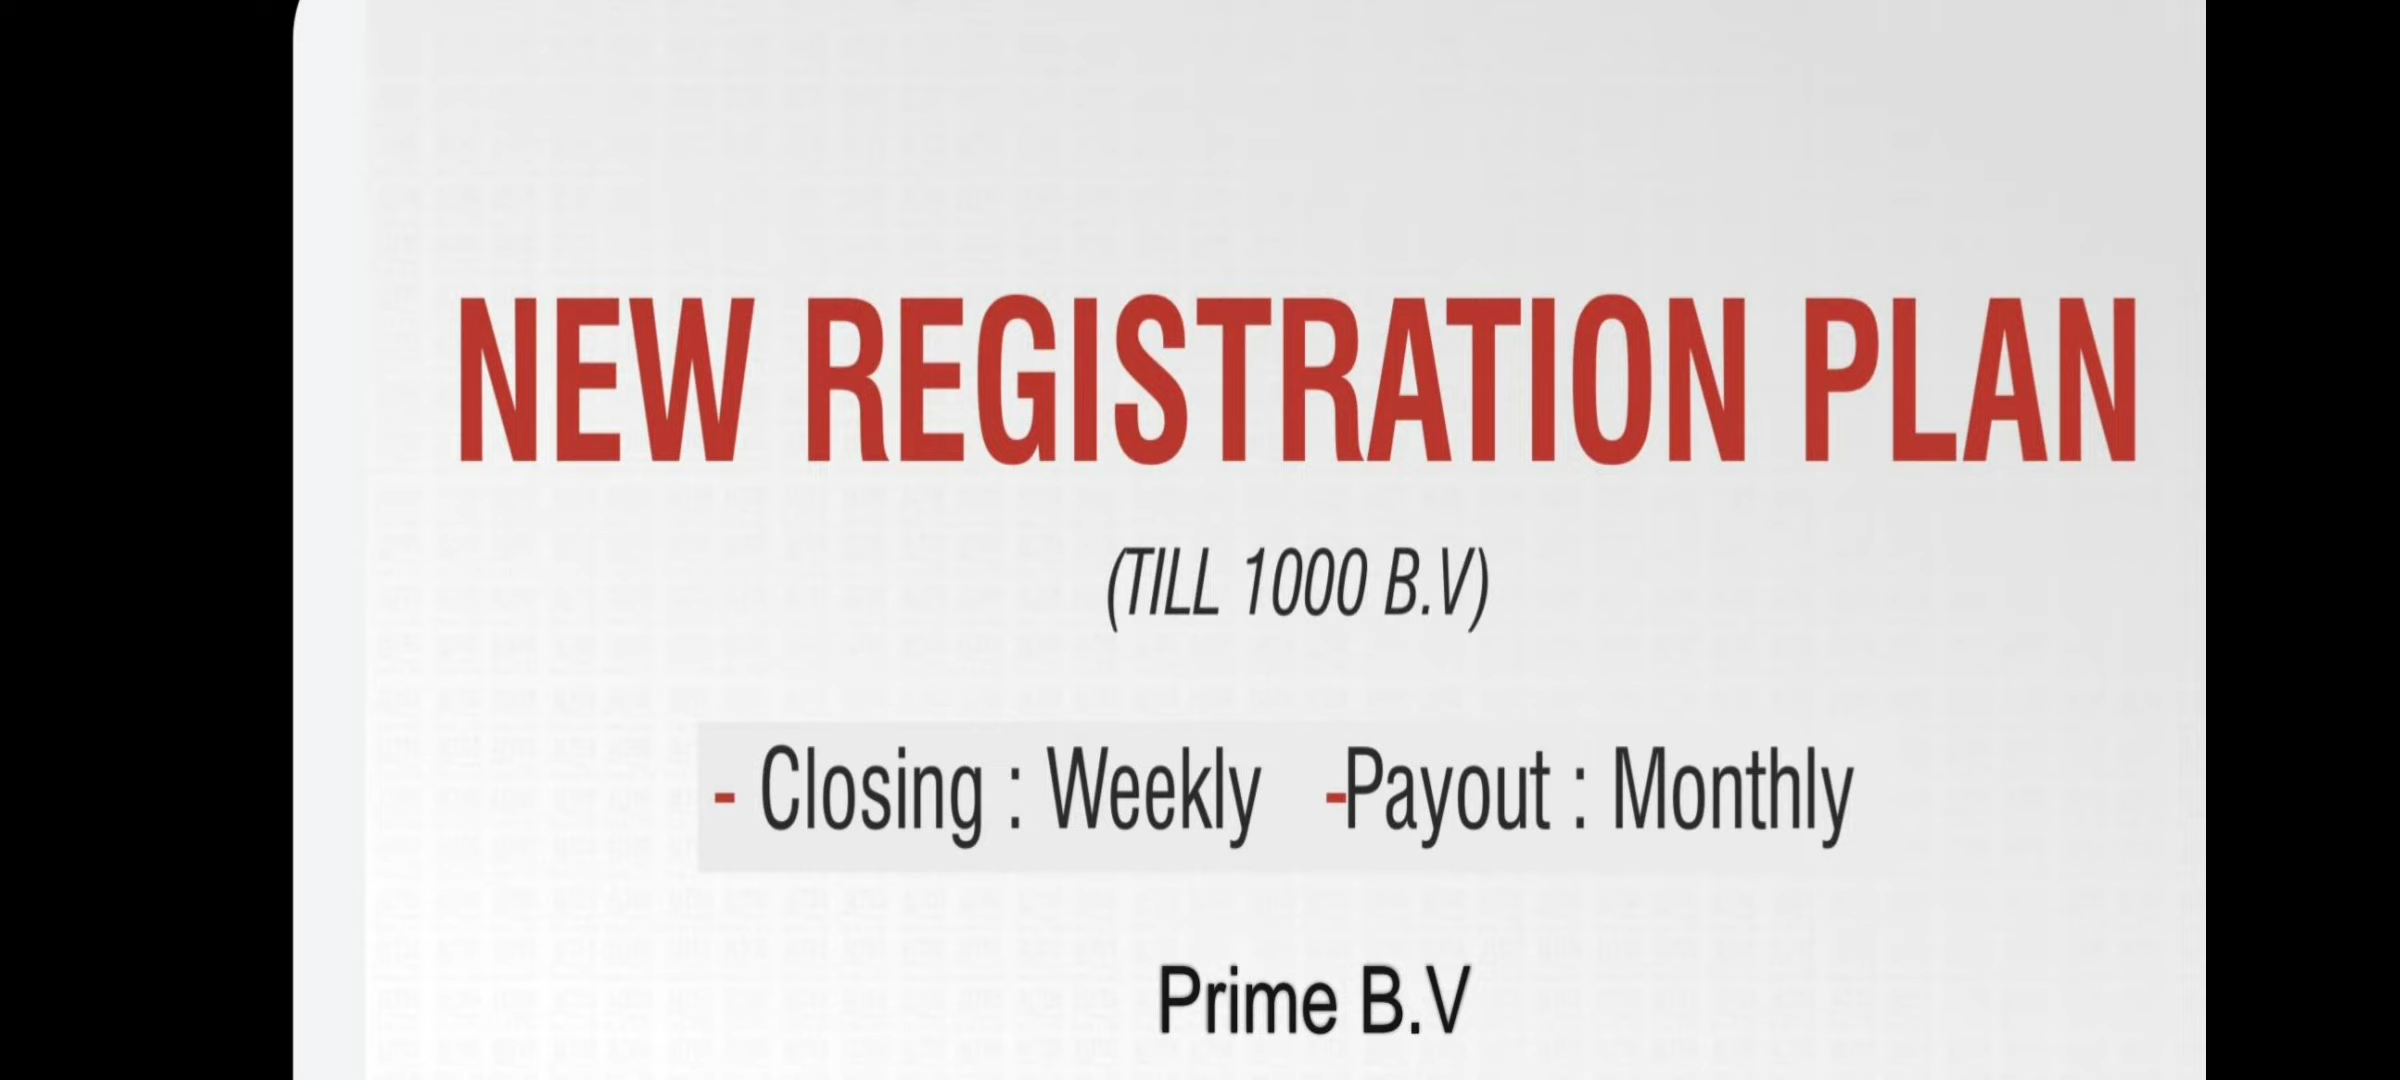 NEW REGISTRATION PLAN
(TILL 1000 B.V)
- Closing : Weekly -Payout : Monthly
Prime B.V